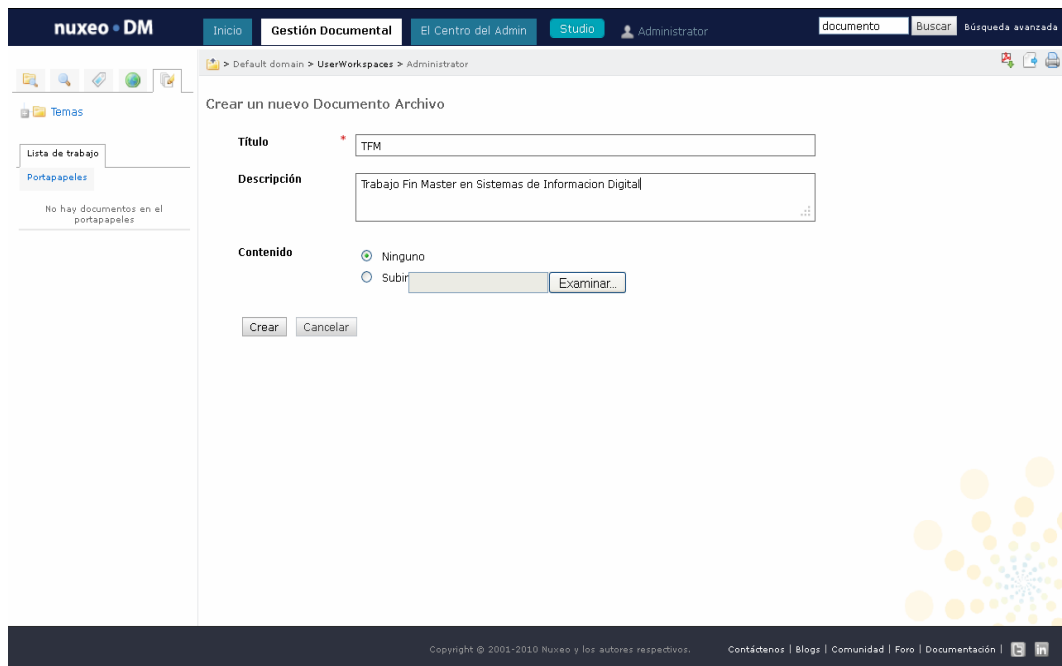 nuxeo DM
Inicio Gestión Documental El Centro del Admin Studio Administrator documento Buscar Búsqueda avanzada
> Default domain > UserWorkspaces > Administrator
Temas
Lista de trabajo
Portapapeles
No hay documentos en el
portapapeles
Crear un nuevo Documento Archivo
Título * TFM
Descripción Trabajo Fin Master en Sistemas de Informacion Digital
Contenido Ninguno
Subir Examinar...
Crear Cancelar
Copyright © 2001-2010 Nuxeo y los autores respectivos. Contáctenos | Blogs | Comunidad | Foro | Documentación | t in